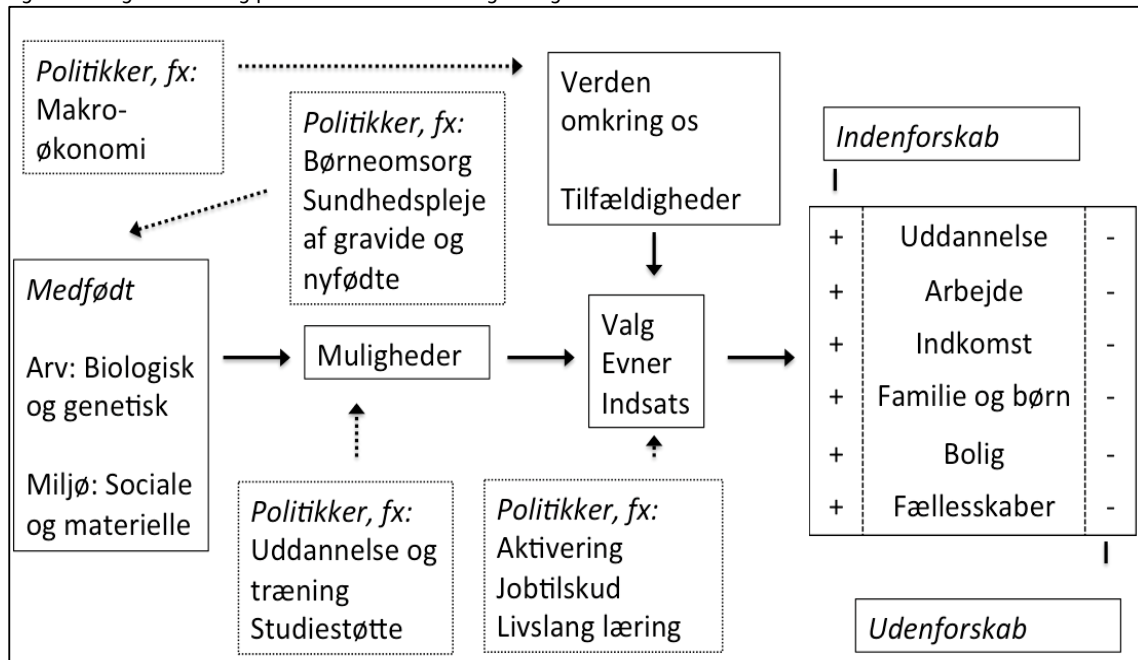 Politikker, fx:
Makro-
økonomi
Politikker, fx:
Børneomsorg
Sundhedspleje
af gravide og
nyfødte
Verden
omkring os
Tilfældigheder
Indenforskab
Medfødt
Arv: Biologisk
og genetisk
Miljø: Sociale
og materielle
Muligheder
Valg
Evner
Indsats
+ Uddannelse -
+ Arbejde -
+ Indkomst -
+ Familie og børn -
+ Bolig -
+ Fællesskaber -
Politikker, fx:
Uddannelse og
træning
Studiestøtte
Politikker, fx:
Aktivering
Jobtilskud
Livslang læring
Udenforskab